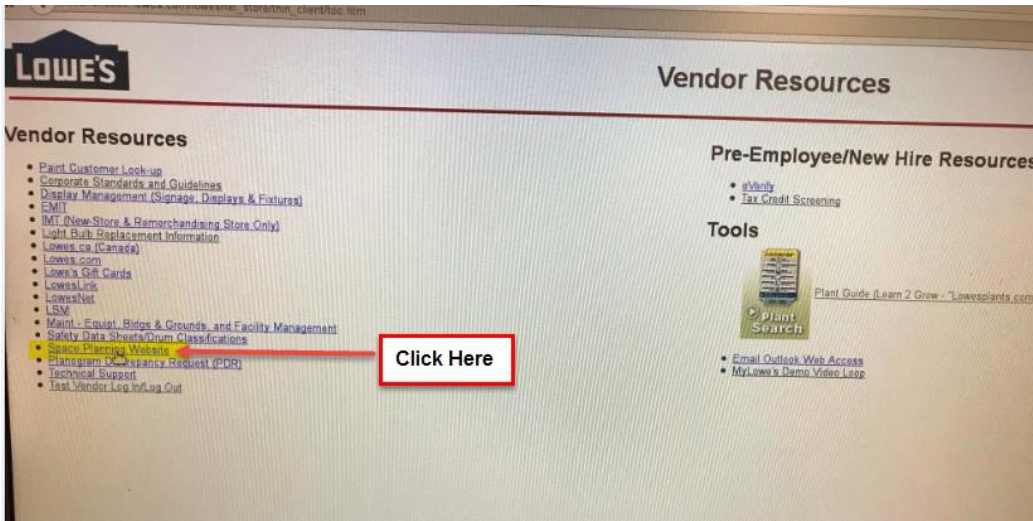 LOWE'S
Vendor Resources
Vendor Resources
Paint Customer Look-up
Corporate Standards and Guidelines
Display Management (Signage, Displays & Fixtures)
EMIT
IMT (New-Store & Remerchandising Store Only)
Light Bulb Replacement Information
Lowes.ca (Canada)
Lowes.com
Lowe's Gift Cards
LowesLink
LowesNet
LSM
Maint - Equipt, Bldgs & Grounds, and Facility Management
Safety Data Sheets/Drum Classifications
Space Planning Website
Planogram Discrepancy Request (PDR)
Technical Support
Test Vendor Log In/Log Out
Click Here
Pre-Employee/New Hire Resources
eVerify
Tax Credit Screening
Tools
Plant Search
Plant Guide (Learn 2 Grow - "Lowesplants.com
Email Outlook Web Access
MyLowe's Demo Video Loop